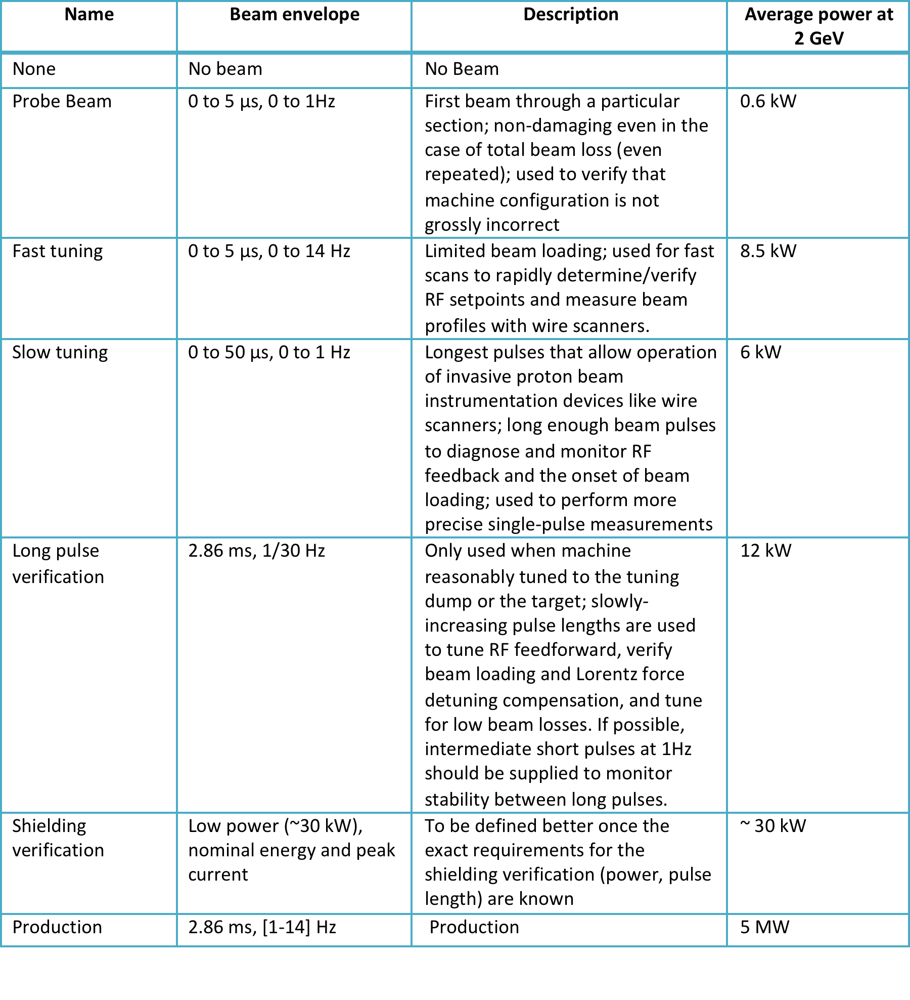 Name
Beam envelope
Description
Average power at
2 GeV
None
No beam
No Beam
Probe Beam
0 to 5 µs, 0 to 1Hz
First beam through a particular
section; non-damaging even in the
case of total beam loss (even
repeated); used to verify that
machine configuration is not
grossly incorrect
0.6 kW
Fast tuning
0 to 5 µs, 0 to 14 Hz
Limited beam loading; used for fast
scans to rapidly determine/verify
RF setpoints and measure beam
profiles with wire scanners.
8.5 kW
Slow tuning
0 to 50 µs, 0 to 1 Hz
Longest pulses that allow operation
of invasive proton beam
instrumentation devices like wire
scanners; long enough beam pulses
to diagnose and monitor RF
feedback and the onset of beam
loading; used to perform more
precise single-pulse measurements
6 kW
Long pulse
verification
2.86 ms, 1/30 Hz
Only used when machine
reasonably tuned to the tuning
dump or the target; slowly-
increasing pulse lengths are used
to tune RF feedforward, verify
beam loading and Lorentz force
detuning compensation, and tune
for low beam losses. If possible,
intermediate short pulses at 1Hz
should be supplied to monitor
stability between long pulses.
12 kW
Shielding
verification
Low power (~30 kW),
nominal energy and peak
current
To be defined better once the
exact requirements for the
shielding verification (power, pulse
length) are known
~ 30 kW
Production
2.86 ms, [1-14] Hz
Production
5 MW